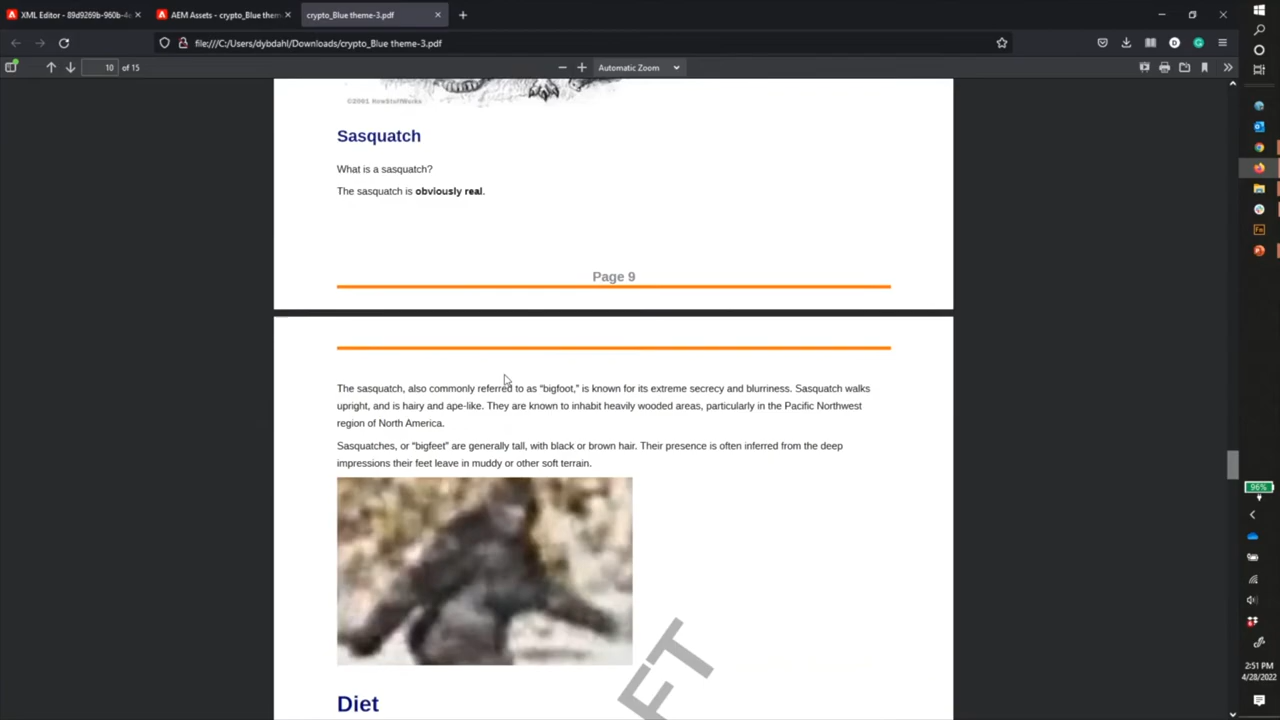 XML Editor - 89d9269b-960b-4
AEM Assets - crypto_Blue them
crypto_Blue theme-3.pdf
file:///C:/Users/dybdahl/Downloads/crypto_Blue theme-3.pdf
10 of 15
Automatic Zoom
©2001 HowStuffWorks
Sasquatch
What is a sasquatch?
The sasquatch is obviously real.
Page 9
The sasquatch, also commonly referred to as “bigfoot,” is known for its extreme secrecy and blurriness. Sasquatch walks
upright, and is hairy and ape-like. They are known to inhabit heavily wooded areas, particularly in the Pacific Northwest
region of North America.
Sasquatches, or “bigfeet” are generally tall, with black or brown hair. Their presence is often inferred from the deep
impressions their feet leave in muddy or other soft terrain.
FT
Diet
96%
2:51 PM
4/28/2022